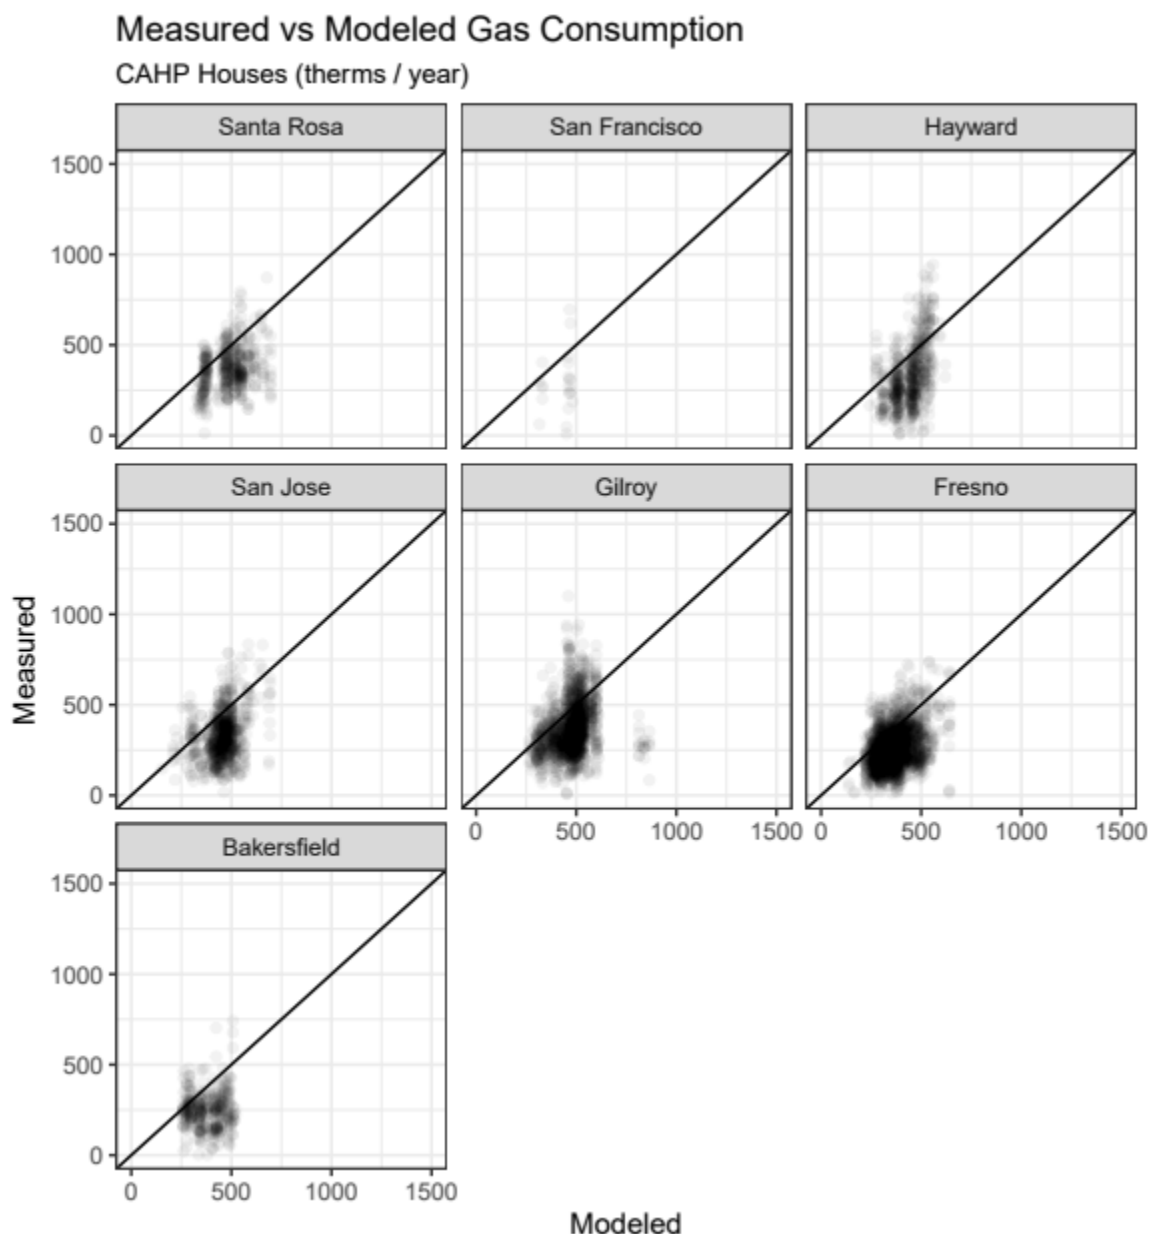 Measured vs Modeled Gas Consumption
CAHP Houses (therms / year)
Santa Rosa San Francisco Hayward
1500
1000
500
0
San Jose Gilroy Fresno
1500
1000
500
0
0 500 1000 1500 0 500 1000 1500
Bakersfield
1500
1000
500
0
0 500 1000 1500
Measured
Modeled